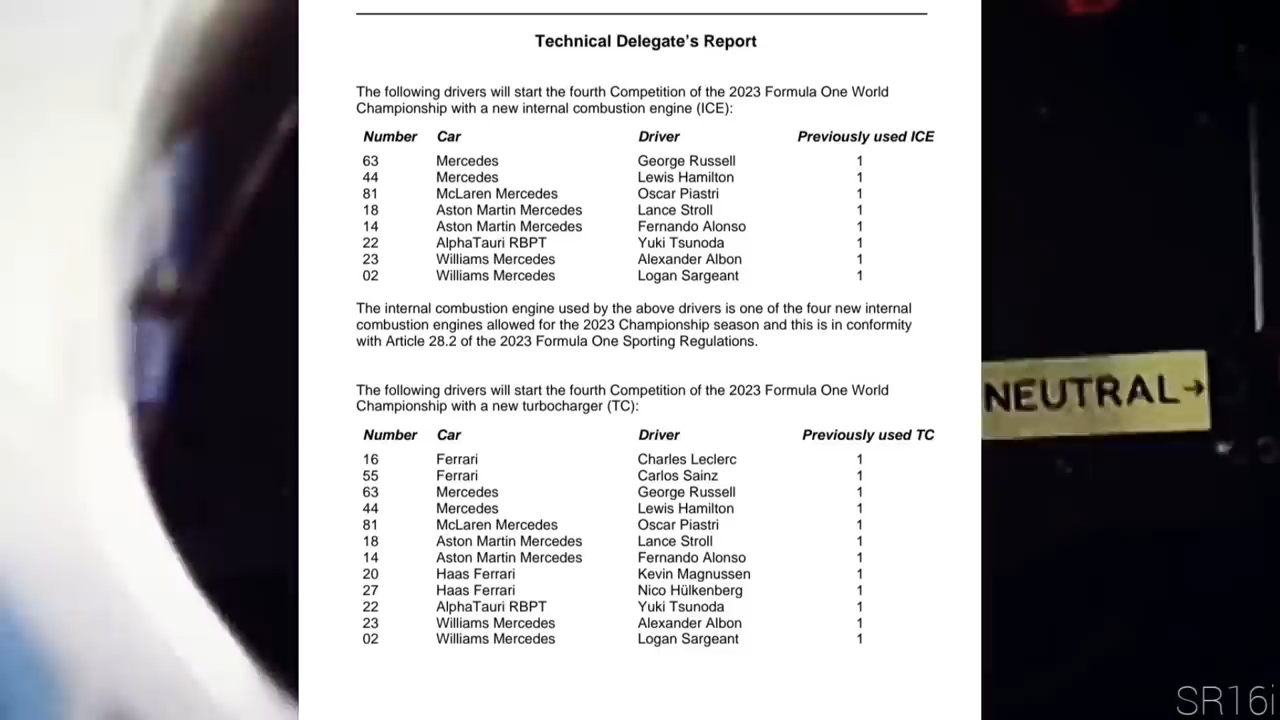 Technical Delegate's Report
The following drivers will start the fourth Competition of the 2023 Formula One World
Championship with a new internal combustion engine (ICE):
Number Car Driver Previously used ICE
63 Mercedes George Russell 1
44 Mercedes Lewis Hamilton 1
81 McLaren Mercedes Oscar Piastri 1
18 Aston Martin Mercedes Lance Stroll 1
14 Aston Martin Mercedes Fernando Alonso 1
22 AlphaTauri RBPT Yuki Tsunoda 1
23 Williams Mercedes Alexander Albon 1
02 Williams Mercedes Logan Sargeant 1
The internal combustion engine used by the above drivers is one of the four new internal
combustion engines allowed for the 2023 Championship season and this is in conformity
with Article 28.2 of the 2023 Formula One Sporting Regulations.
The following drivers will start the fourth Competition of the 2023 Formula One World
Championship with a new turbocharger (TC):
Number Car Driver Previously used TC
16 Ferrari Charles Leclerc 1
55 Ferrari Carlos Sainz 1
63 Mercedes George Russell 1
44 Mercedes Lewis Hamilton 1
81 McLaren Mercedes Oscar Piastri 1
18 Aston Martin Mercedes Lance Stroll 1
14 Aston Martin Mercedes Fernando Alonso 1
20 Haas Ferrari Kevin Magnussen 1
27 Haas Ferrari Nico Hülkenberg 1
22 AlphaTauri RBPT Yuki Tsunoda 1
23 Williams Mercedes Alexander Albon 1
02 Williams Mercedes Logan Sargeant 1
NEUTRAL→
SR16i